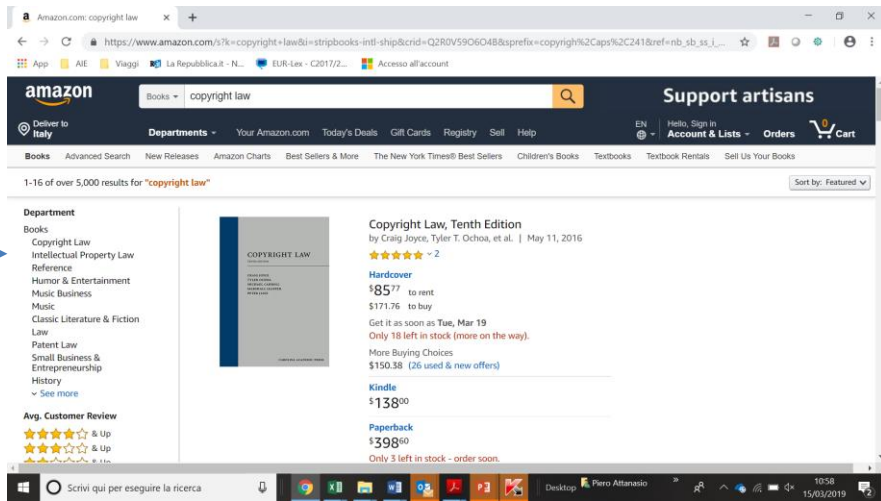 Amazon.com: copyright law
https://www.amazon.com/s?k=copyright+law&i=stripbooks-intl-ship&crid=Q2R0V59O6O48&sprefix=copyrigh%2Caps%2C241&ref=nb_sb_ss_i_...
App AIE Viaggi La Repubblica.it - N... EUR-Lex - C2017/2... Accesso all'account
amazon Books copyright law Support artisans
Deliver to
Italy
Departments Your Amazon.com Today's Deals Gift Cards Registry Sell Help EN Hello, Sign in
Account & Lists Orders 0 Cart
Books Advanced Search New Releases Amazon Charts Best Sellers & More The New York Times® Best Sellers Children's Books Textbooks Textbook Rentals Sell Us Your Books
1-16 of over 5,000 results for "copyright law" Sort by: Featured
Department
Books
Copyright Law
Intellectual Property Law
Reference
Humor & Entertainment
Music Business
Music
Classic Literature & Fiction
Law
Patent Law
Small Business &
Entrepreneurship
History
See more
Avg. Customer Review
& Up
& Up
& Up
COPYRIGHT LAW
CAROLINA ACADEMIC PRESS
Copyright Law, Tenth Edition
by Craig Joyce, Tyler T. Ochoa, et al. | May 11, 2016
2
Hardcover
$8577 to rent
$171.76 to buy
Get it as soon as Tue, Mar 19
Only 18 left in stock (more on the way).
More Buying Choices
$150.38 (26 used & new offers)
Kindle
$13800
Paperback
$39860
Only 3 left in stock - order soon.
Scrivi qui per eseguire la ricerca Desktop Piero Attanasio 10:58
15/03/2019